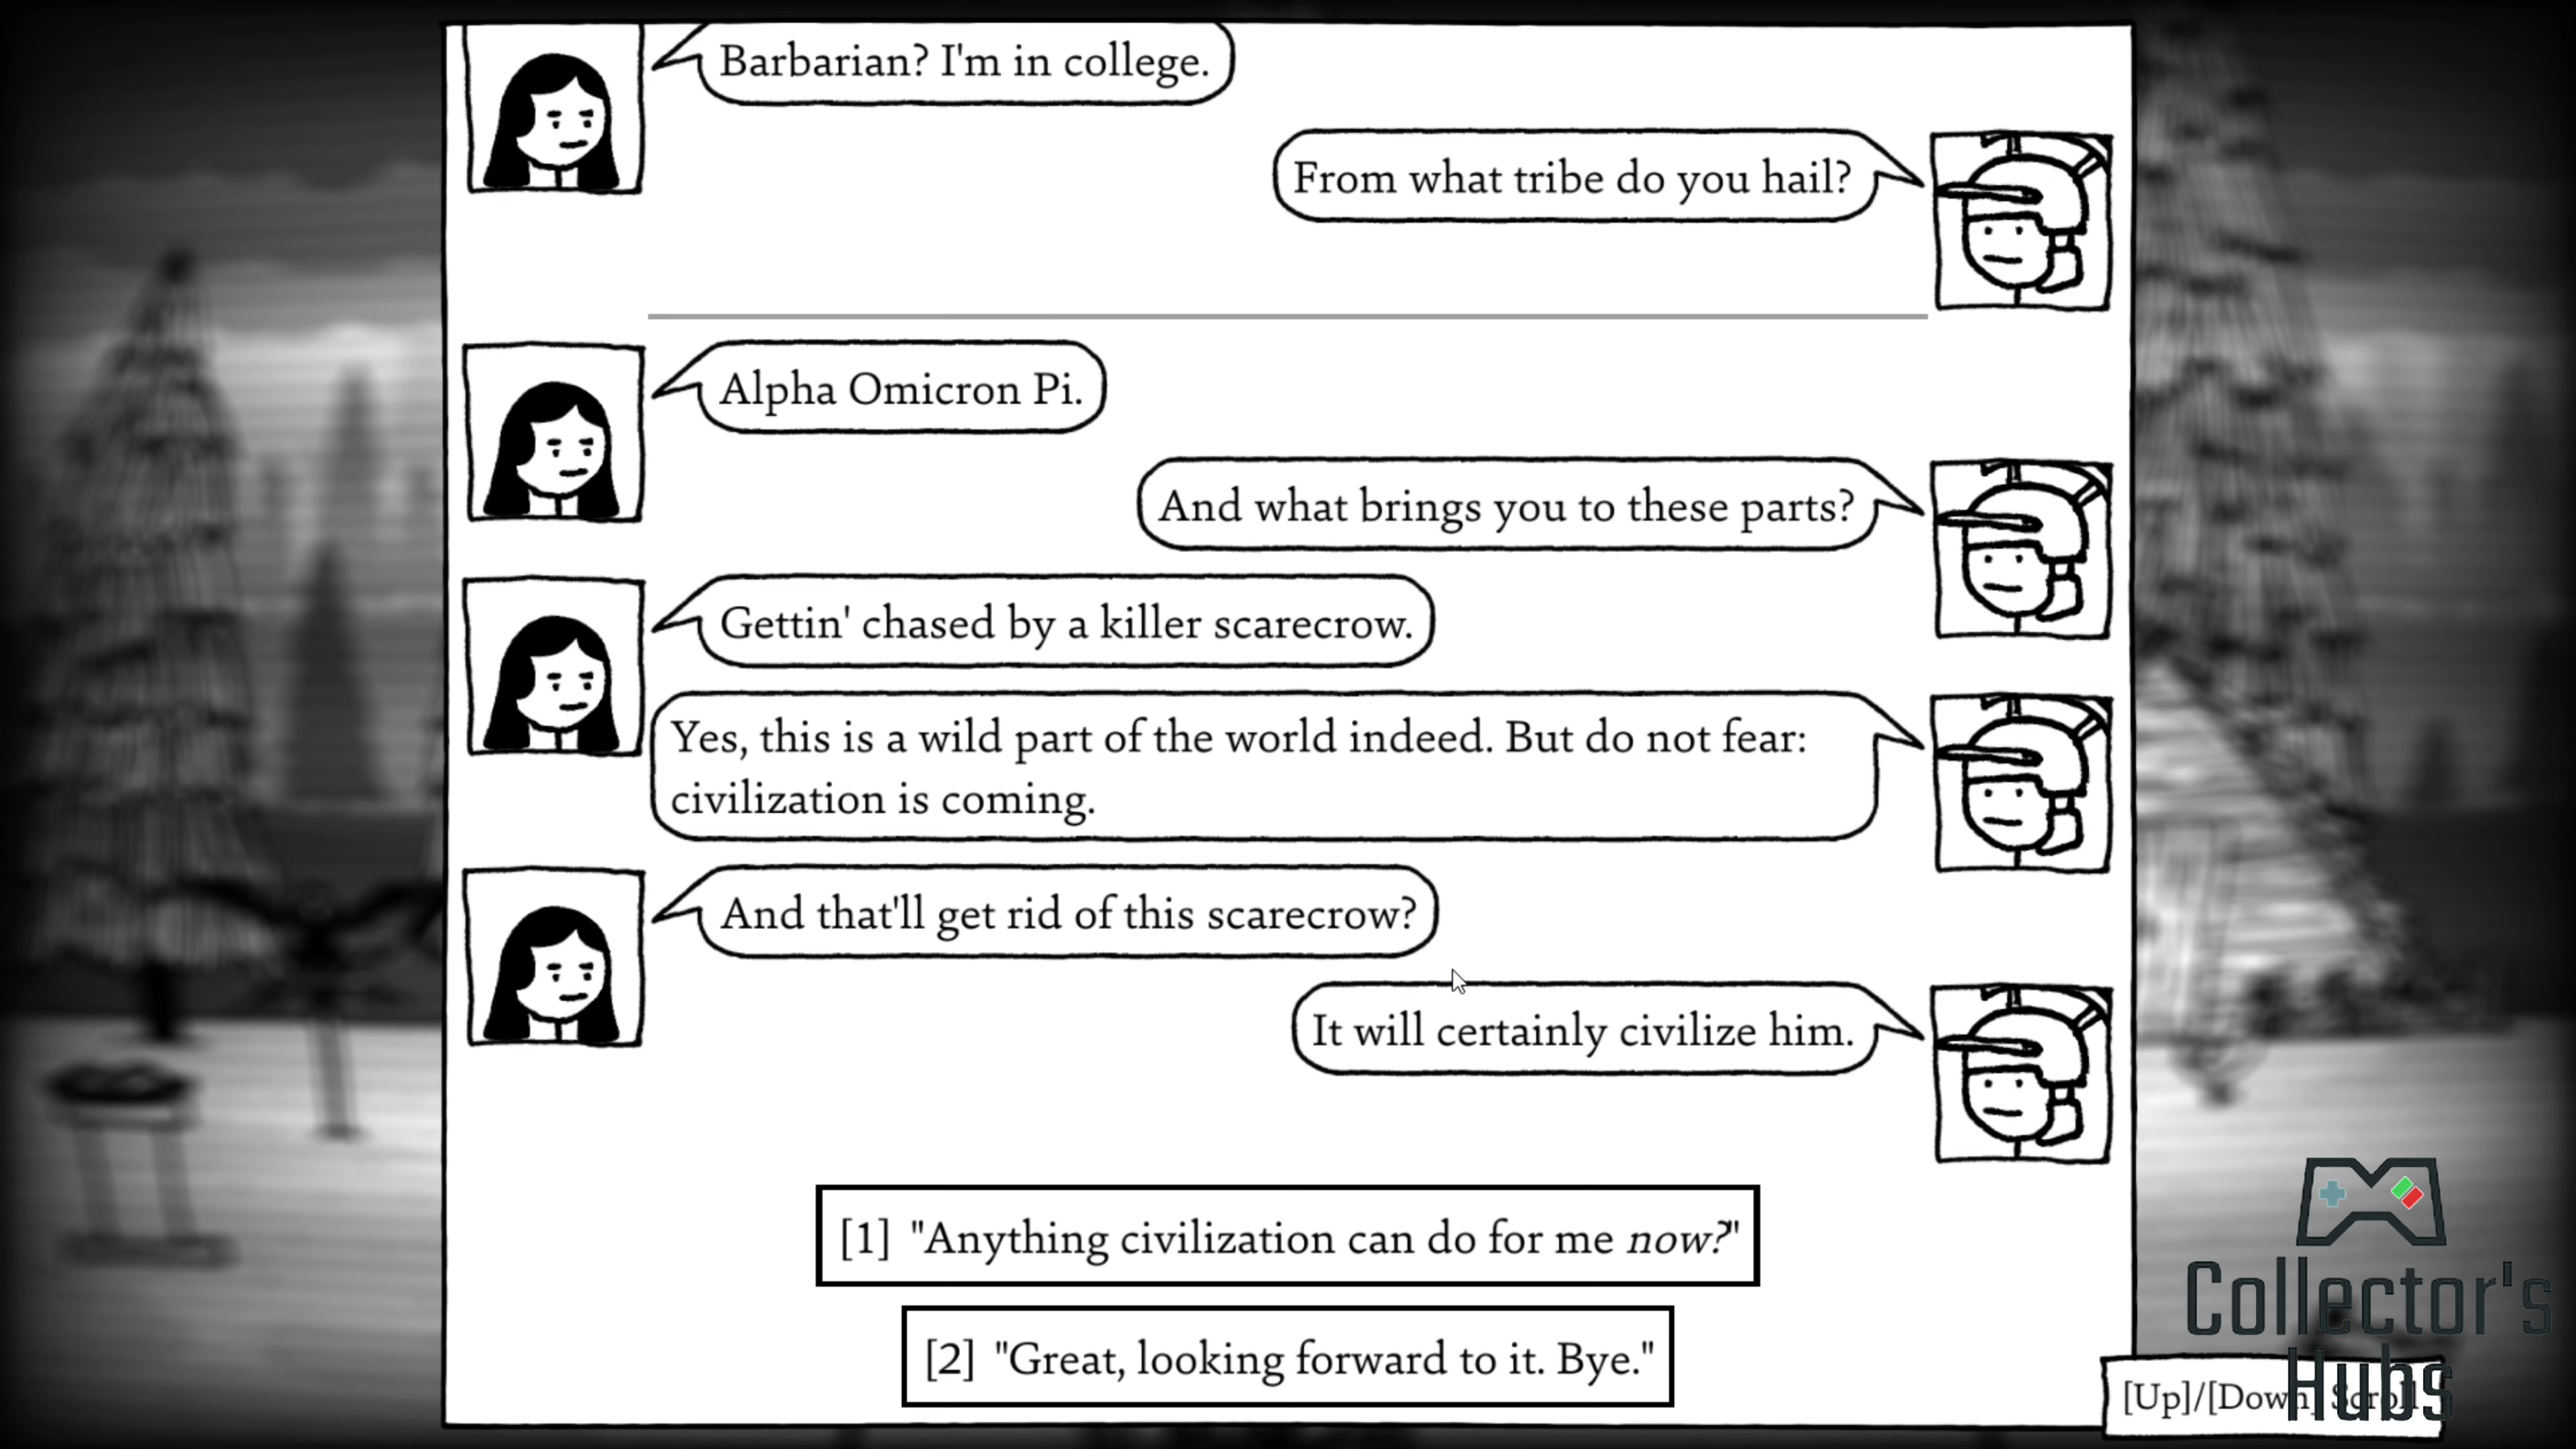 Barbarian? I'm in college.
From what tribe do you hail?
Alpha Omicron Pi.
And what brings you to these parts?
Gettin' chased by a killer scarecrow.
Yes, this is a wild part of the world indeed. But do not fear:
civilization is coming.
And that'll get rid of this scarecrow?
It will certainly civilize him.
[1] "Anything civilization can do for me now?"
[2] "Great, looking forward to it. Bye."
Collector's
Hubs
[Up]/[Down] Scroll